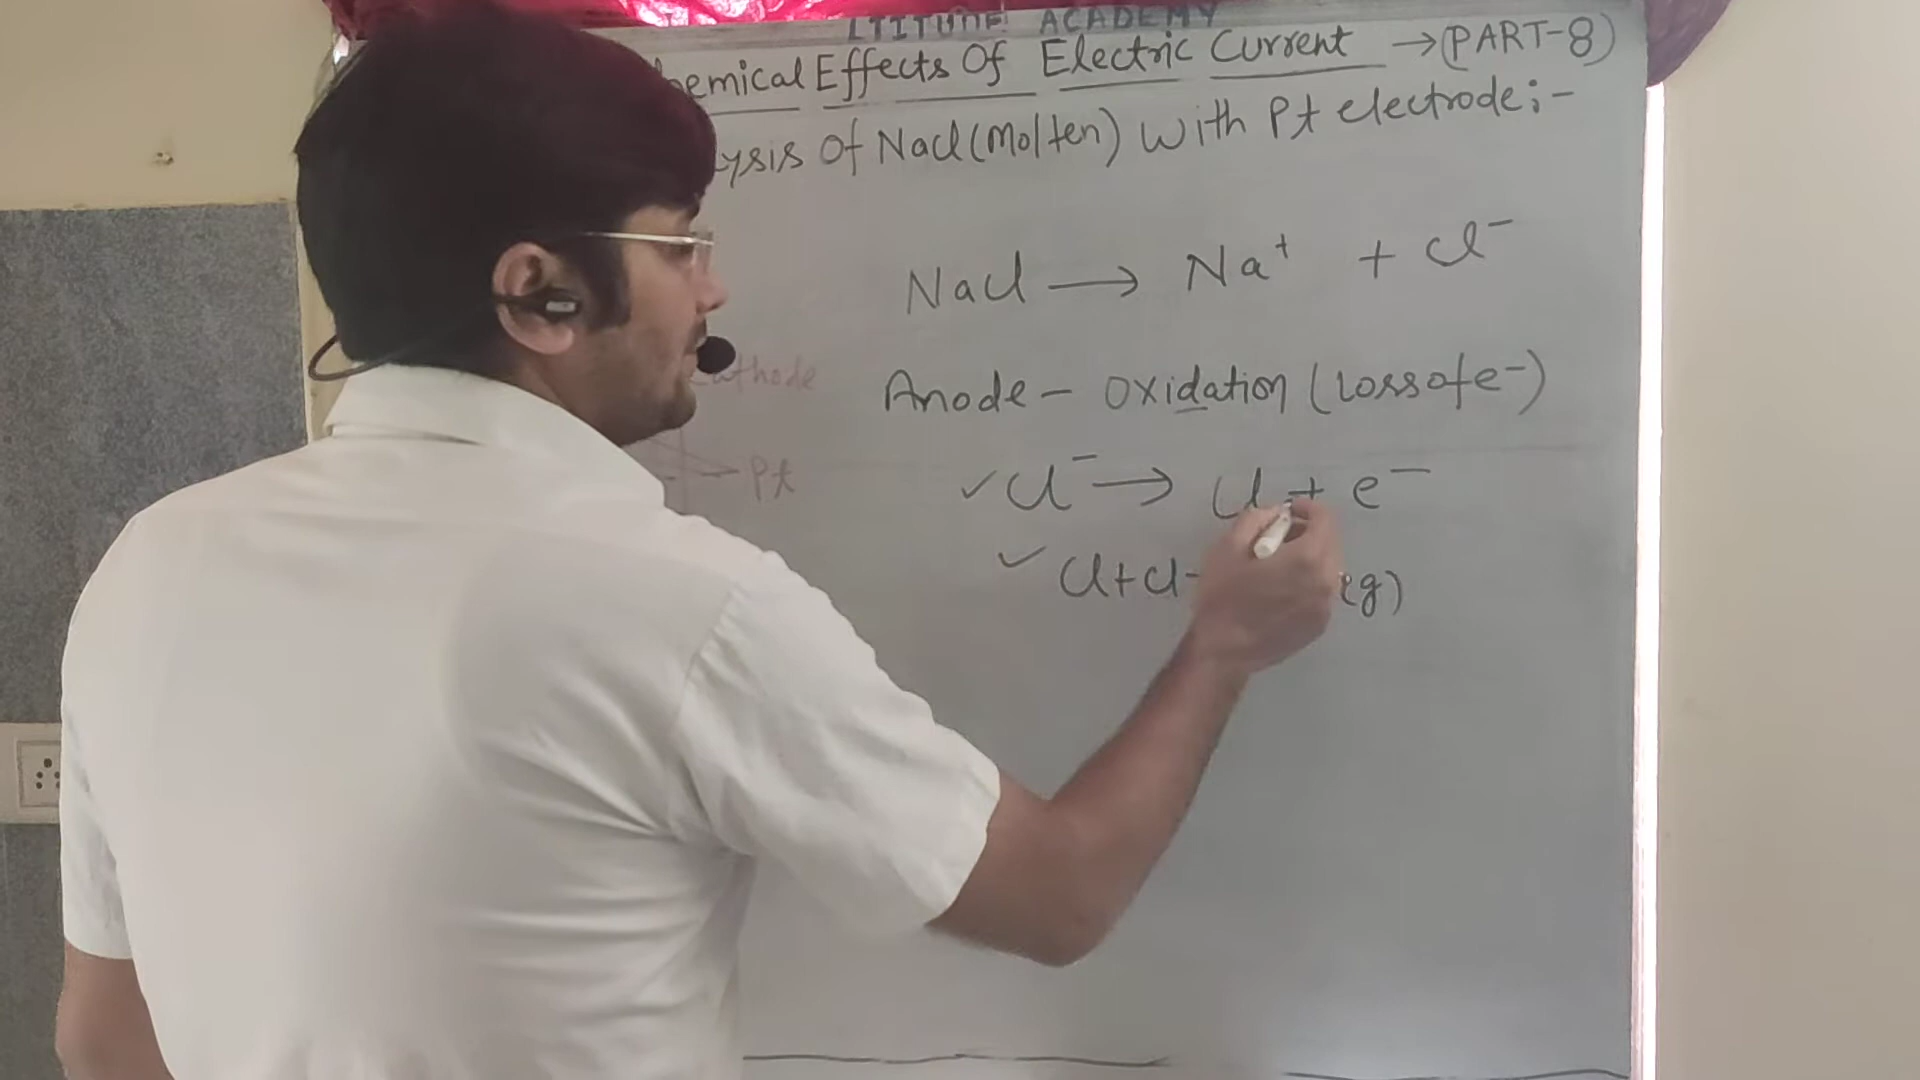 ACADEMY
Effects Of Electric Current → (PART-8)
Of NaCl (Molten) With Pt electrode :-
NaCl → Na⁺ + Cl⁻
Cathode
Anode - Oxidation (Loss of e⁻)
Pt
✓ Cl⁻ → Cl + e⁻
✓ Cl + Cl (g)